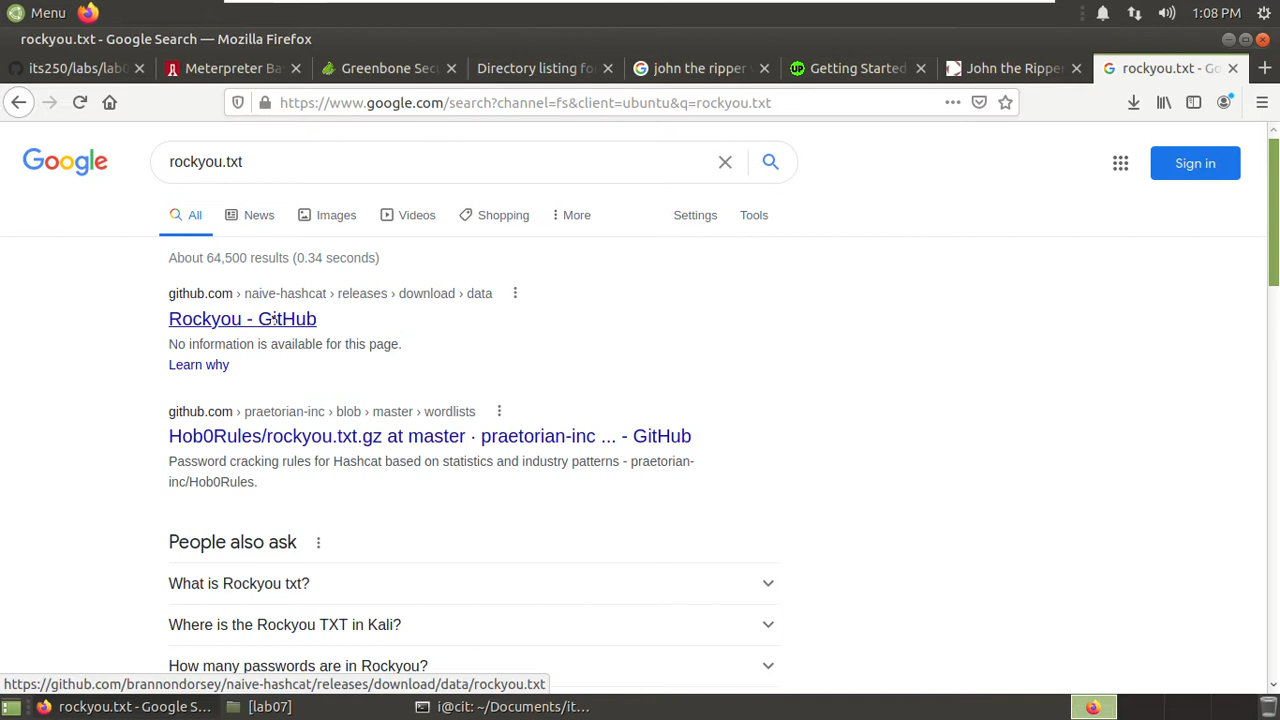 Menu
1:08 PM
rockyou.txt - Google Search — Mozilla Firefox
its250/labs/lab0
Meterpreter Ba
Greenbone Sec
Directory listing fo
john the ripper
Getting Started
John the Rippe
rockyou.txt - Go
https://www.google.com/search?channel=fs&client=ubuntu&q=rockyou.txt
Google
rockyou.txt
Sign in
All
News
Images
Videos
Shopping
More
Settings
Tools
About 64,500 results (0.34 seconds)
github.com › naive-hashcat › releases › download › data
Rockyou - GitHub
No information is available for this page.
Learn why
github.com › praetorian-inc › blob › master › wordlists
Hob0Rules/rockyou.txt.gz at master · praetorian-inc ... - GitHub
Password cracking rules for Hashcat based on statistics and industry patterns - praetorian-
inc/Hob0Rules.
People also ask
What is Rockyou txt?
Where is the Rockyou TXT in Kali?
How many passwords are in Rockyou?
https://github.com/brannondorsey/naive-hashcat/releases/download/data/rockyou.txt
rockyou.txt - Google S...
[lab07]
i@cit: ~/Documents/it...